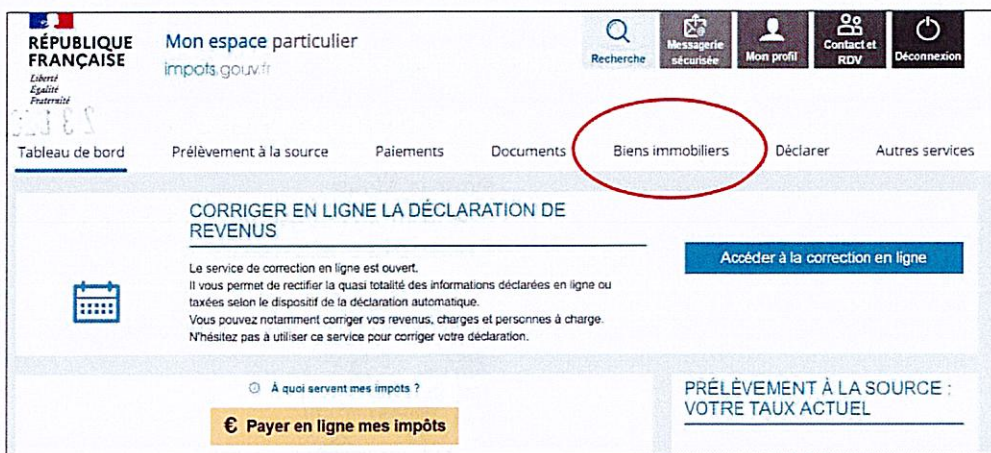 RÉPUBLIQUE
FRANÇAISE
Liberté
Égalité
Fraternité
Mon espace particulier
impots.gouv.fr
Recherche
Messagerie
sécurisée
Mon profil
Contact et
RDV
Déconnexion
Tableau de bord
Prélèvement à la source
Paiements
Documents
Biens immobiliers
Déclarer
Autres services
CORRIGER EN LIGNE LA DÉCLARATION DE
REVENUS
Le service de correction en ligne est ouvert.
Il vous permet de rectifier la quasi totalité des informations déclarées en ligne ou
taxées selon le dispositif de la déclaration automatique.
Vous pouvez notamment corriger vos revenus, charges et personnes à charge.
N'hésitez pas à utiliser ce service pour corriger votre déclaration.
Accéder à la correction en ligne
À quoi servent mes impôts ?
€ Payer en ligne mes impôts
PRÉLÈVEMENT À LA SOURCE :
VOTRE TAUX ACTUEL